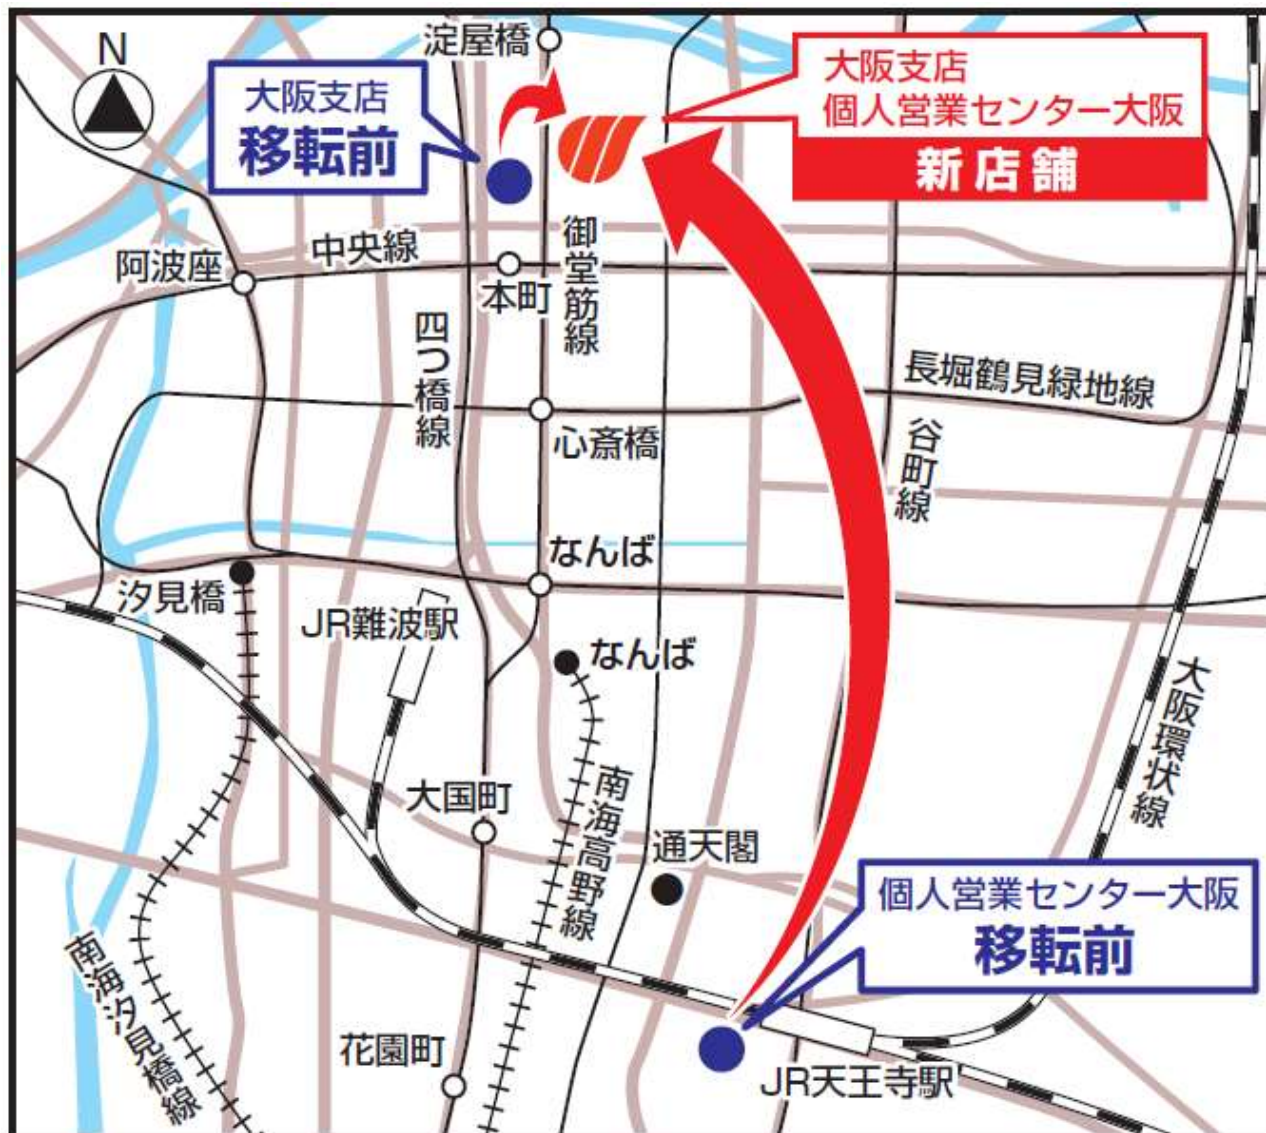 N
淀屋橋
大阪支店
移転前
大阪支店
個人営業センター大阪
新店舗
阿波座
中央線
本町
御堂筋線
四つ橋線
長堀鶴見緑地線
心斎橋
谷町線
なんば
汐見橋
JR難波駅
なんば
大阪環状線
大国町
南海高野線
通天閣
個人営業センター大阪
移転前
南海汐見橋線
花園町
JR天王寺駅